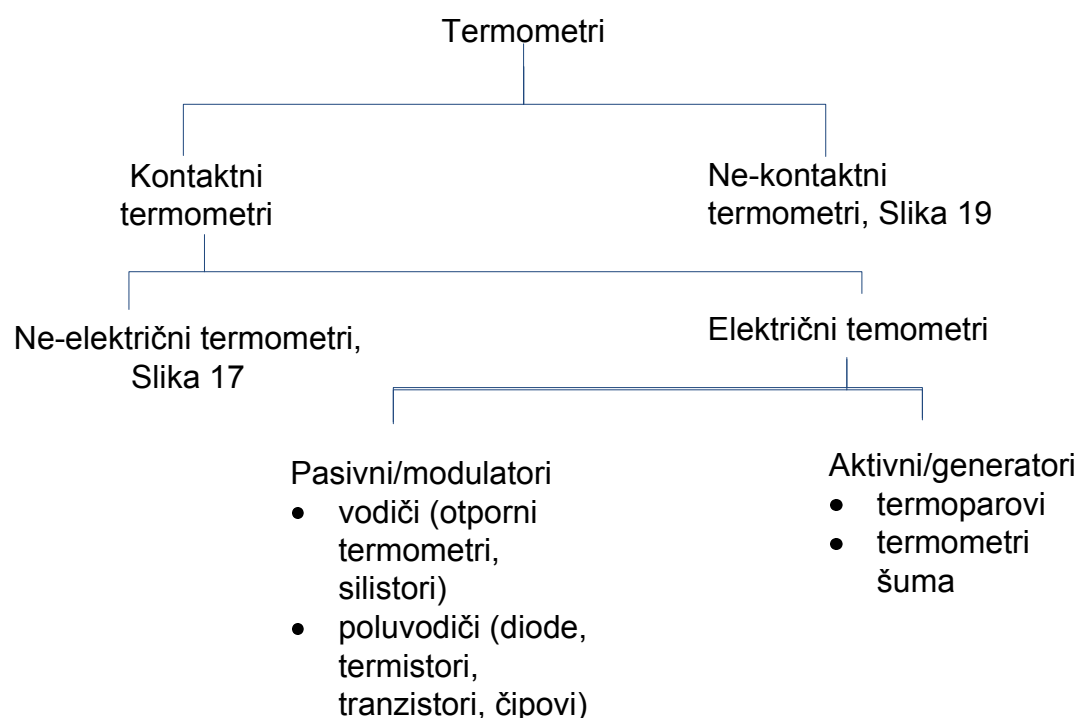 Termometri
Kontaktni
termometri
Ne-kontaktni
termometri, Slika 19
Ne-električni termometri,
Slika 17
Električni temometri
Pasivni/modulatori
• vodiči (otporni
termometri,
silistori)
• poluvodiči (diode,
termistori,
tranzistori, čipovi)
Aktivni/generatori
• termoparovi
• termometri
šuma